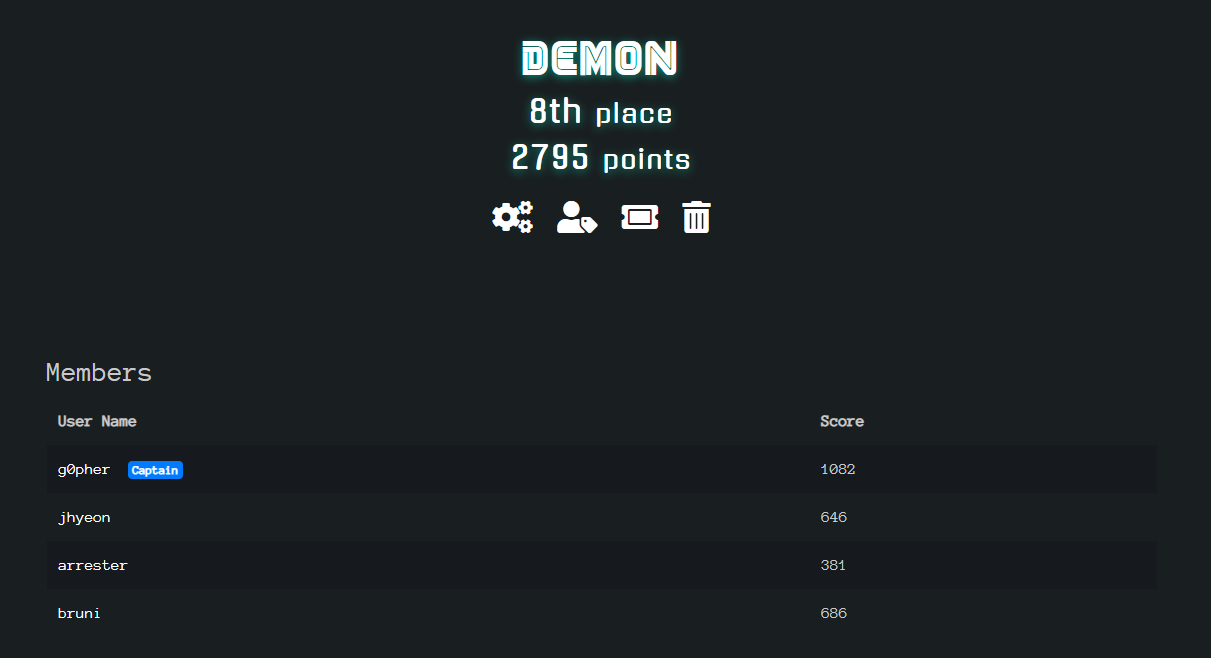 DEMON
8th place
2795 points
Members
User Name Score
g0pher Captain 1082
jhyeon 646
arrester 381
bruni 686